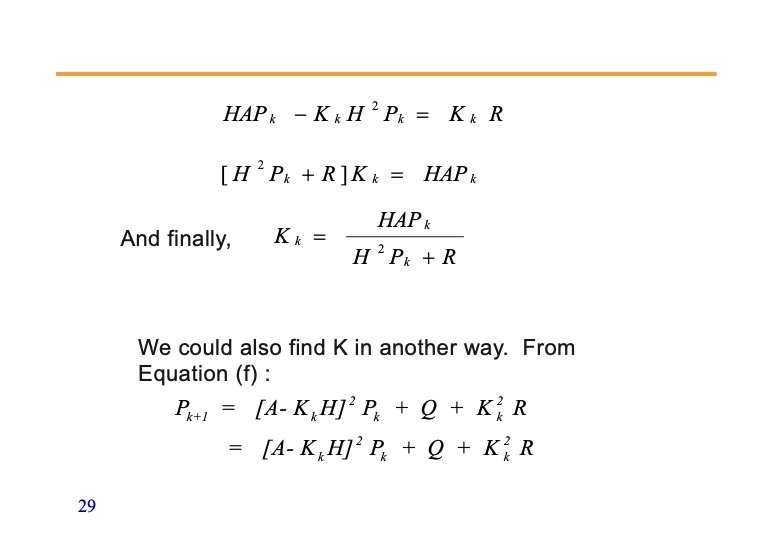 HAP_k − K_k H^2 P_k = K_k R
[H^2 P_k + R]K_k = HAP_k
And finally, K_k = HAP_k / (H^2 P_k + R)
We could also find K in another way. From
Equation (f) :
P_{k+1} = [A- K_k H]^2 P_k + Q + K_k^2 R
= [A- K_k H]^2 P_k + Q + K_k^2 R
29